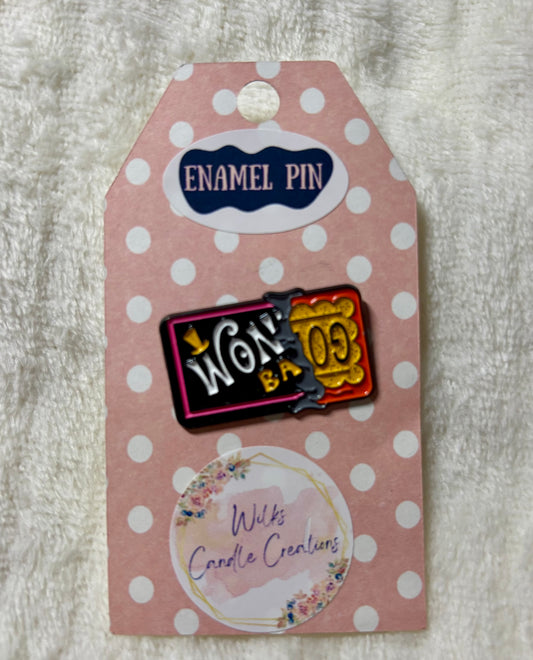 ENAMEL PIN
WON
BA
GO
Wilks
Candle Creations